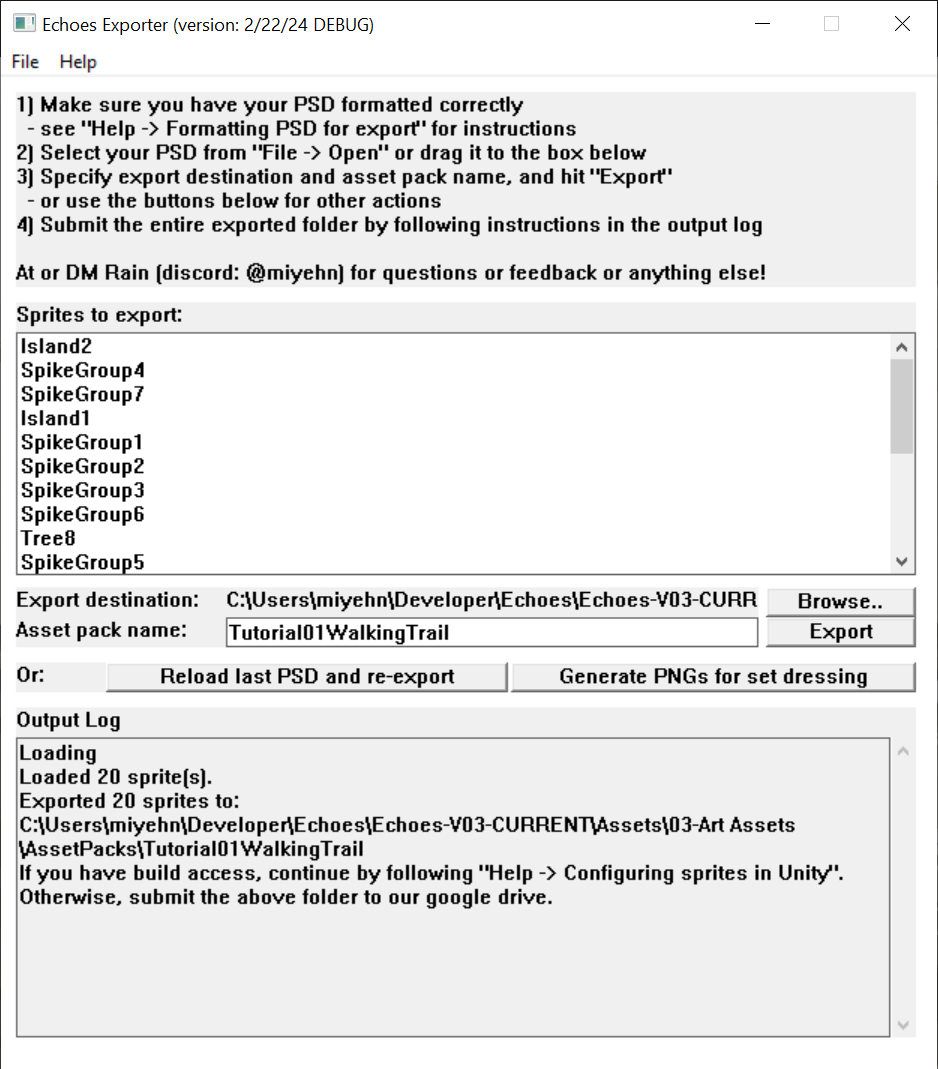 Echoes Exporter (version: 2/22/24 DEBUG)
File Help
1) Make sure you have your PSD formatted correctly
- see "Help -> Formatting PSD for export" for instructions
2) Select your PSD from "File -> Open" or drag it to the box below
3) Specify export destination and asset pack name, and hit "Export"
- or use the buttons below for other actions
4) Submit the entire exported folder by following instructions in the output log
At or DM Rain (discord: @miyehn) for questions or feedback or anything else!
Sprites to export:
Island2
SpikeGroup4
SpikeGroup7
Island1
SpikeGroup1
SpikeGroup2
SpikeGroup3
SpikeGroup6
Tree8
SpikeGroup5
Export destination: C:\Users\miyehn\Developer\Echoes\Echoes-V03-CURR Browse..
Asset pack name: Tutorial01WalkingTrail Export
Or: Reload last PSD and re-export Generate PNGs for set dressing
Output Log
Loading
Loaded 20 sprite(s).
Exported 20 sprites to:
C:\Users\miyehn\Developer\Echoes\Echoes-V03-CURRENT\Assets\03-Art Assets
\AssetPacks\Tutorial01WalkingTrail
If you have build access, continue by following "Help -> Configuring sprites in Unity".
Otherwise, submit the above folder to our google drive.